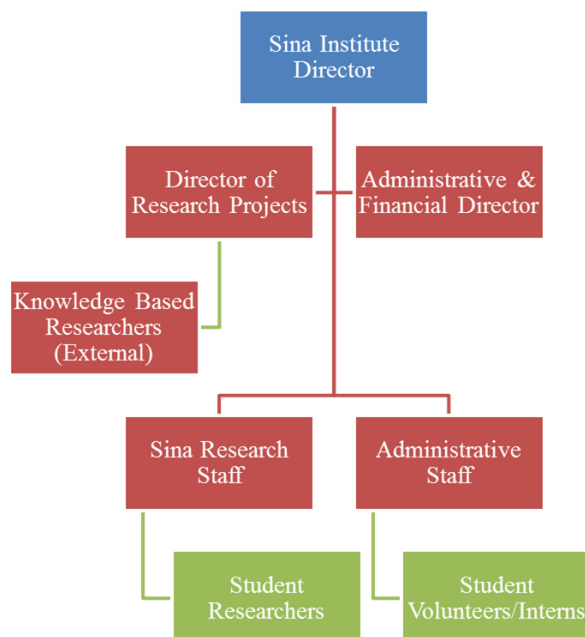 Sina Institute
Director
Director of
Research Projects
Administrative &
Financial Director
Knowledge Based
Researchers
(External)
Sina Research
Staff
Administrative
Staff
Student
Researchers
Student
Volunteers/Interns